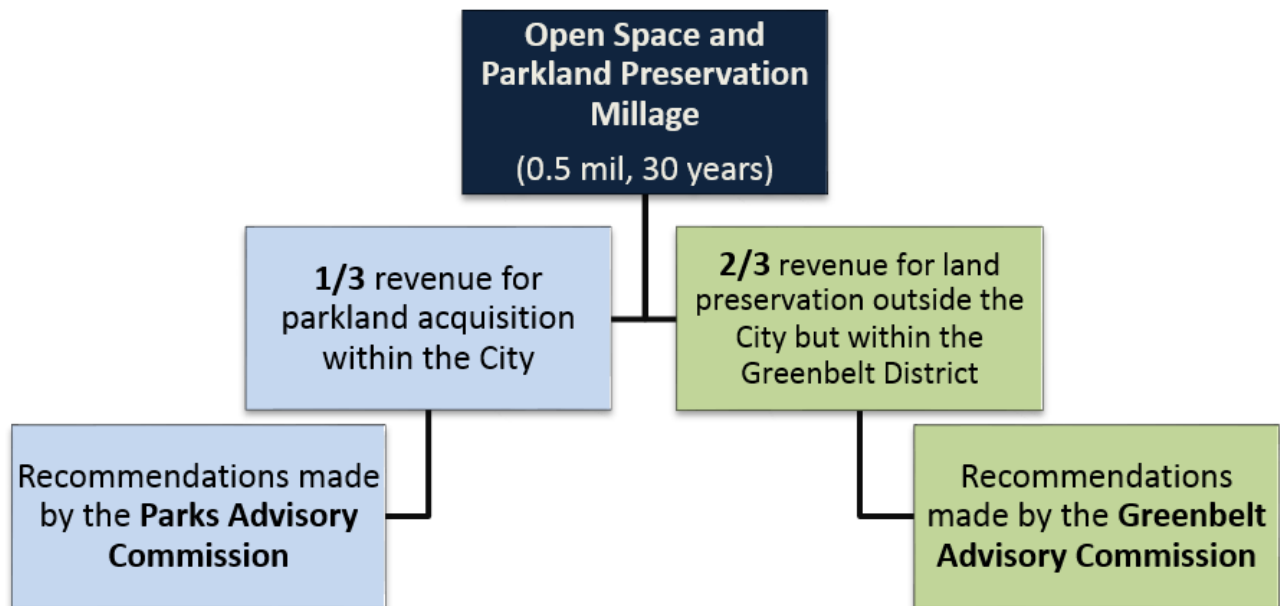 Open Space and
Parkland Preservation
Millage
(0.5 mil, 30 years)
1/3 revenue for
parkland acquisition
within the City
2/3 revenue for land
preservation outside the
City but within the
Greenbelt District
Recommendations made
by the Parks Advisory
Commission
Recommendations
made by the Greenbelt
Advisory Commission